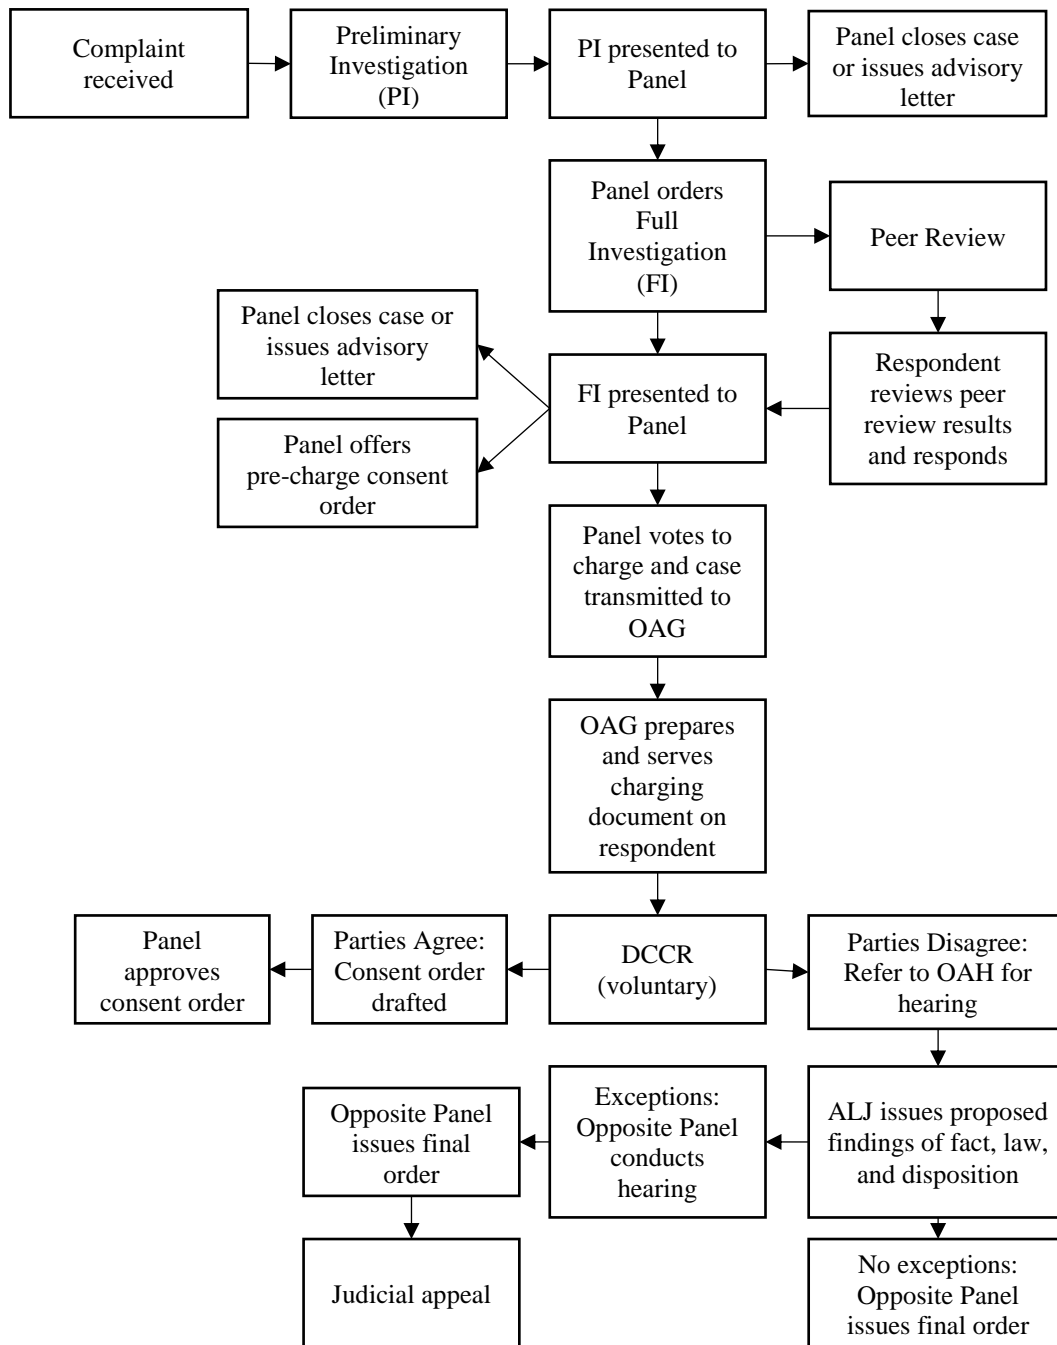 Complaint
received
Preliminary
Investigation
(PI)
PI presented to
Panel
Panel closes case
or issues advisory
letter
Panel orders
Full
Investigation
(FI)
Peer Review
Panel closes case or
issues advisory
letter
Panel offers
pre-charge consent
order
FI presented to
Panel
Respondent
reviews peer
review results
and responds
Panel votes to
charge and case
transmitted to
OAG
OAG prepares
and serves
charging
document on
respondent
Panel
approves
consent order
Parties Agree:
Consent order
drafted
DCCR
(voluntary)
Parties Disagree:
Refer to OAH for
hearing
Opposite Panel
issues final
order
Exceptions:
Opposite Panel
conducts
hearing
ALJ issues proposed
findings of fact, law,
and disposition
Judicial appeal
No exceptions:
Opposite Panel
issues final order